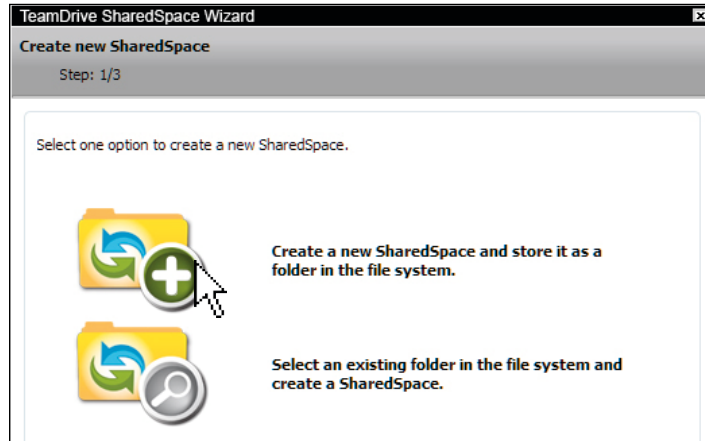 TeamDrive SharedSpace Wizard
Create new SharedSpace
Step: 1/3
Select one option to create a new SharedSpace.
Create a new SharedSpace and store it as a
folder in the file system.
Select an existing folder in the file system and
create a SharedSpace.